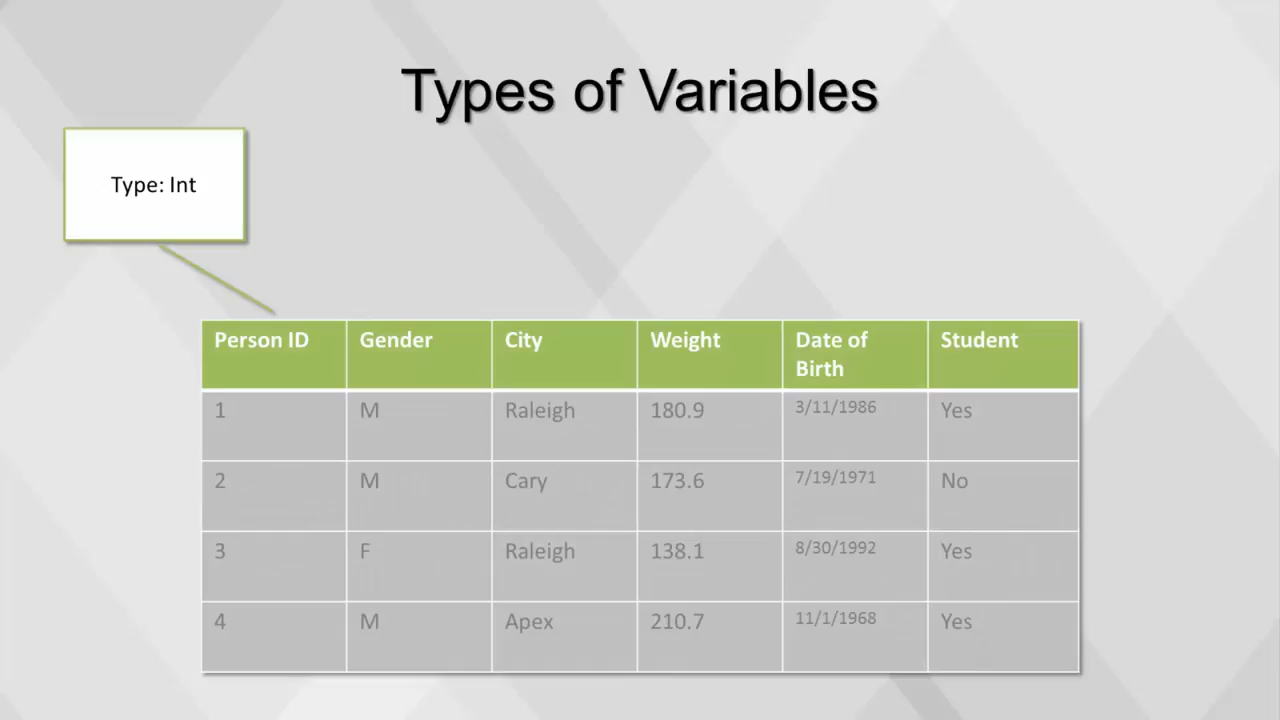 Types of Variables
Type: Int
Person ID Gender City Weight Date of Birth Student
1 M Raleigh 180.9 3/11/1986 Yes
2 M Cary 173.6 7/19/1971 No
3 F Raleigh 138.1 8/30/1992 Yes
4 M Apex 210.7 11/1/1968 Yes